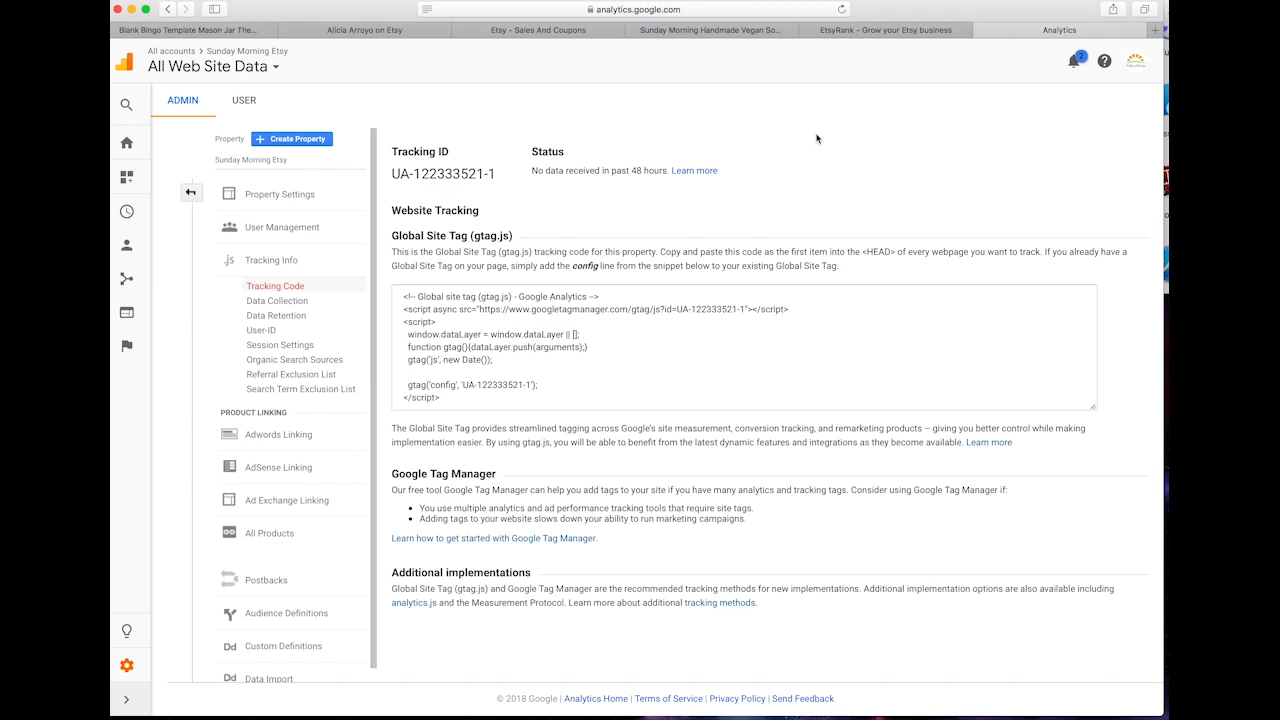 analytics.google.com
Blank Bingo Template Mason Jar The...
Alicia Arroyo on Etsy
Etsy - Sales And Coupons
Sunday Morning Handmade Vegan So...
EtsyRank - Grow your Etsy business
Analytics
All accounts > Sunday Morning Etsy
All Web Site Data
2
ADMIN
USER
Property
+ Create Property
Sunday Morning Etsy
Property Settings
User Management
.js Tracking Info
Tracking Code
Data Collection
Data Retention
User-ID
Session Settings
Organic Search Sources
Referral Exclusion List
Search Term Exclusion List
PRODUCT LINKING
Adwords Linking
AdSense Linking
Ad Exchange Linking
All Products
Postbacks
Audience Definitions
Dd Custom Definitions
Dd Data Import
Tracking ID
UA-122333521-1
Status
No data received in past 48 hours. Learn more
Website Tracking
Global Site Tag (gtag.js)
This is the Global Site Tag (gtag.js) tracking code for this property. Copy and paste this code as the first item into the <HEAD> of every webpage you want to track. If you already have a
Global Site Tag on your page, simply add the config line from the snippet below to your existing Global Site Tag.
<!-- Global site tag (gtag.js) - Google Analytics -->
<script async src="https://www.googletagmanager.com/gtag/js?id=UA-122333521-1"></script>
<script>
window.dataLayer = window.dataLayer || [];
function gtag(){dataLayer.push(arguments);}
gtag('js', new Date());
gtag('config', 'UA-122333521-1');
</script>
The Global Site Tag provides streamlined tagging across Google's site measurement, conversion tracking, and remarketing products – giving you better control while making
implementation easier. By using gtag.js, you will be able to benefit from the latest dynamic features and integrations as they become available. Learn more
Google Tag Manager
Our free tool Google Tag Manager can help you add tags to your site if you have many analytics and tracking tags. Consider using Google Tag Manager if:
• You use multiple analytics and ad performance tracking tools that require site tags.
• Adding tags to your website slows down your ability to run marketing campaigns.
Learn how to get started with Google Tag Manager.
Additional implementations
Global Site Tag (gtag.js) and Google Tag Manager are the recommended tracking methods for new implementations. Additional implementation options are also available including
analytics.js and the Measurement Protocol. Learn more about additional tracking methods.
© 2018 Google | Analytics Home | Terms of Service | Privacy Policy | Send Feedback